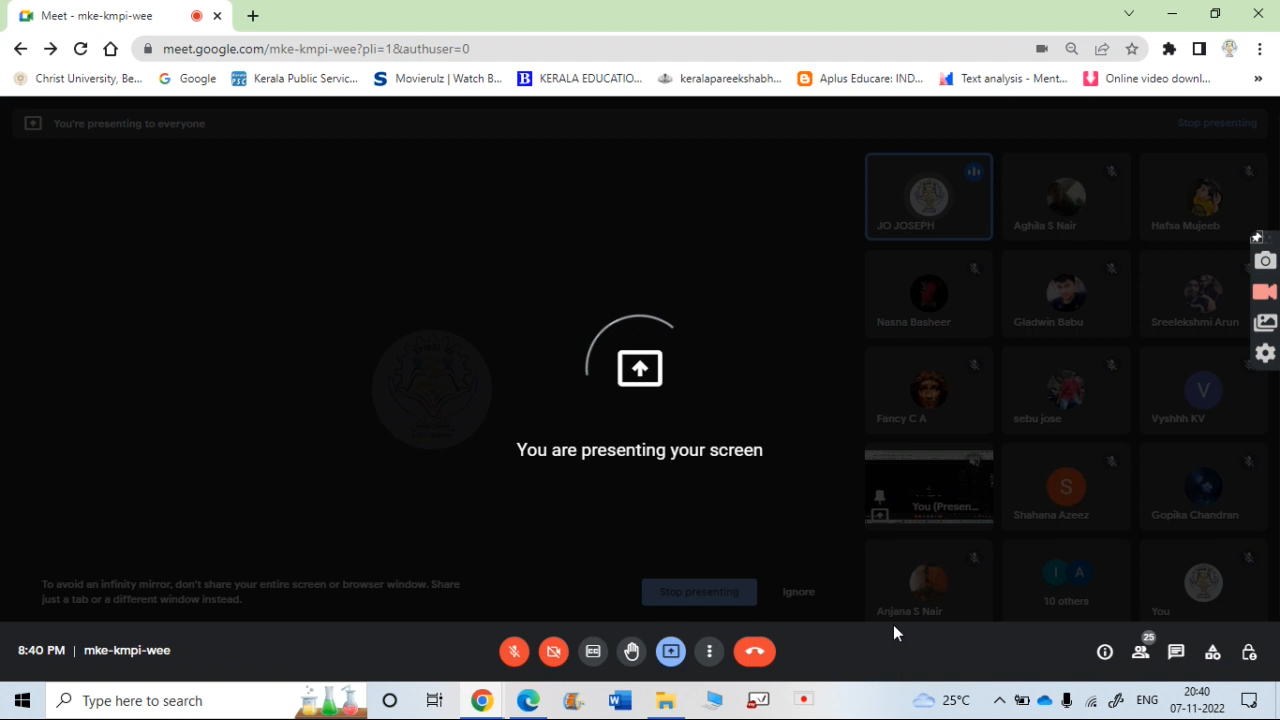 Meet - mke-kmpi-wee
meet.google.com/mke-kmpi-wee?pli=1&authuser=0
Christ University, Be... Google Kerala Public Servic... Movierulz | Watch B... KERALA EDUCATIO... keralapareekshabh... Aplus Educare: IND... Text analysis - Ment... Online video downl... »
You're presenting to everyone Stop presenting
JO JOSEPH Aghila S Nair Hafsa Mujeeb
Nasna Basheer Gladwin Babu Sreelekshmi Arun
Fancy C A sebu jose V Vyshhh KV
You are presenting your screen
You (Presen... S Shahana Azeez Gopika Chandran
To avoid an infinity mirror, don't share your entire screen or browser window. Share
just a tab or a different window instead.
Stop presenting Ignore
Anjana S Nair I A 10 others You
8:40 PM | mke-kmpi-wee 25
Type here to search 25°C ENG 20:40
07-11-2022